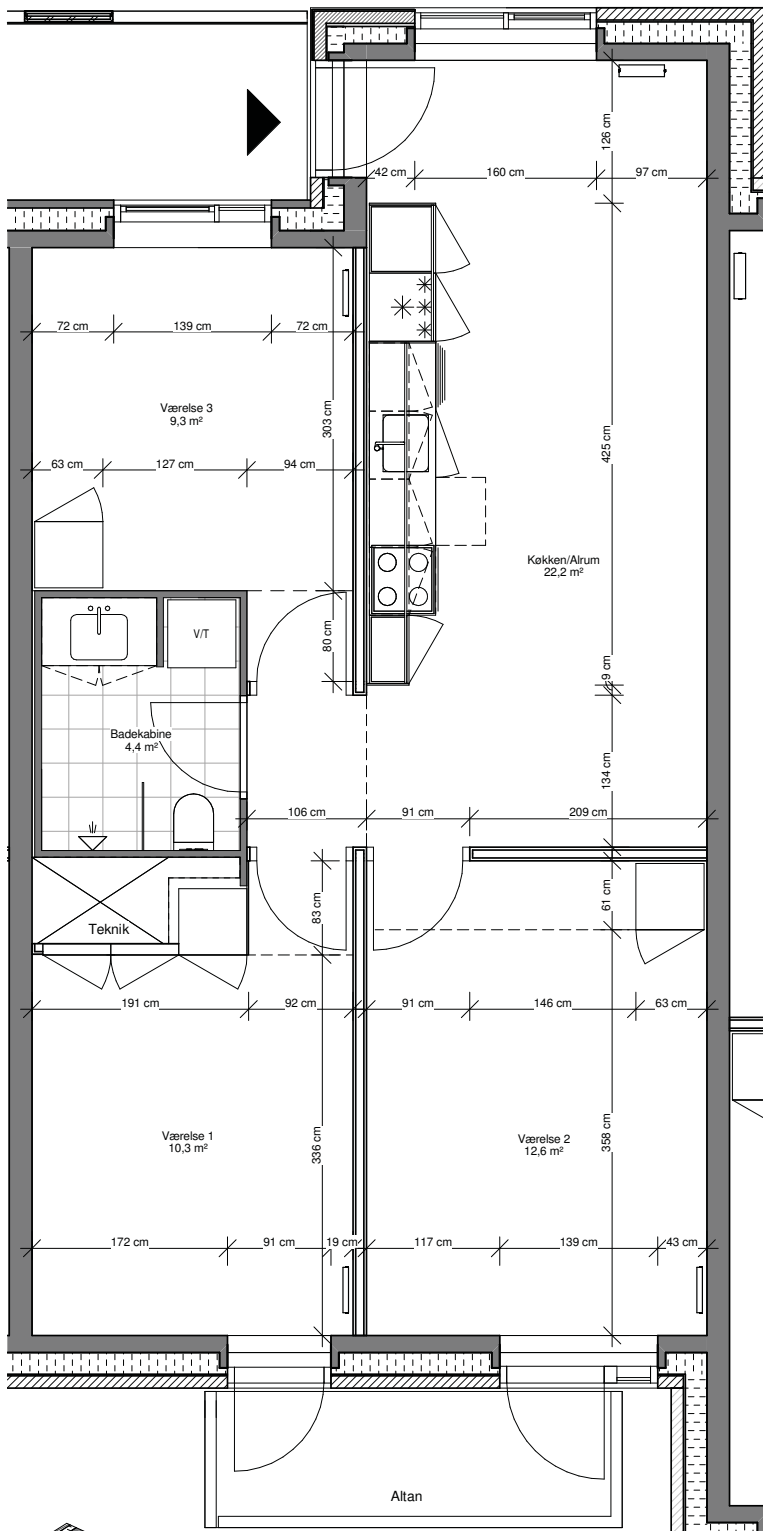 126 cm
42 cm 160 cm 97 cm
72 cm 139 cm 72 cm
303 cm
425 cm
Værelse 3
9,3 m²
63 cm 127 cm 94 cm
Køkken/Alrum
22,2 m²
V/T
80 cm
29 cm
Badekabine
4,4 m²
134 cm
106 cm 91 cm 209 cm
83 cm
61 cm
Teknik
191 cm 92 cm 91 cm 146 cm 63 cm
Værelse 1
10,3 m²
336 cm
Værelse 2
12,6 m²
358 cm
172 cm 91 cm 19 cm 117 cm 139 cm 43 cm
Altan